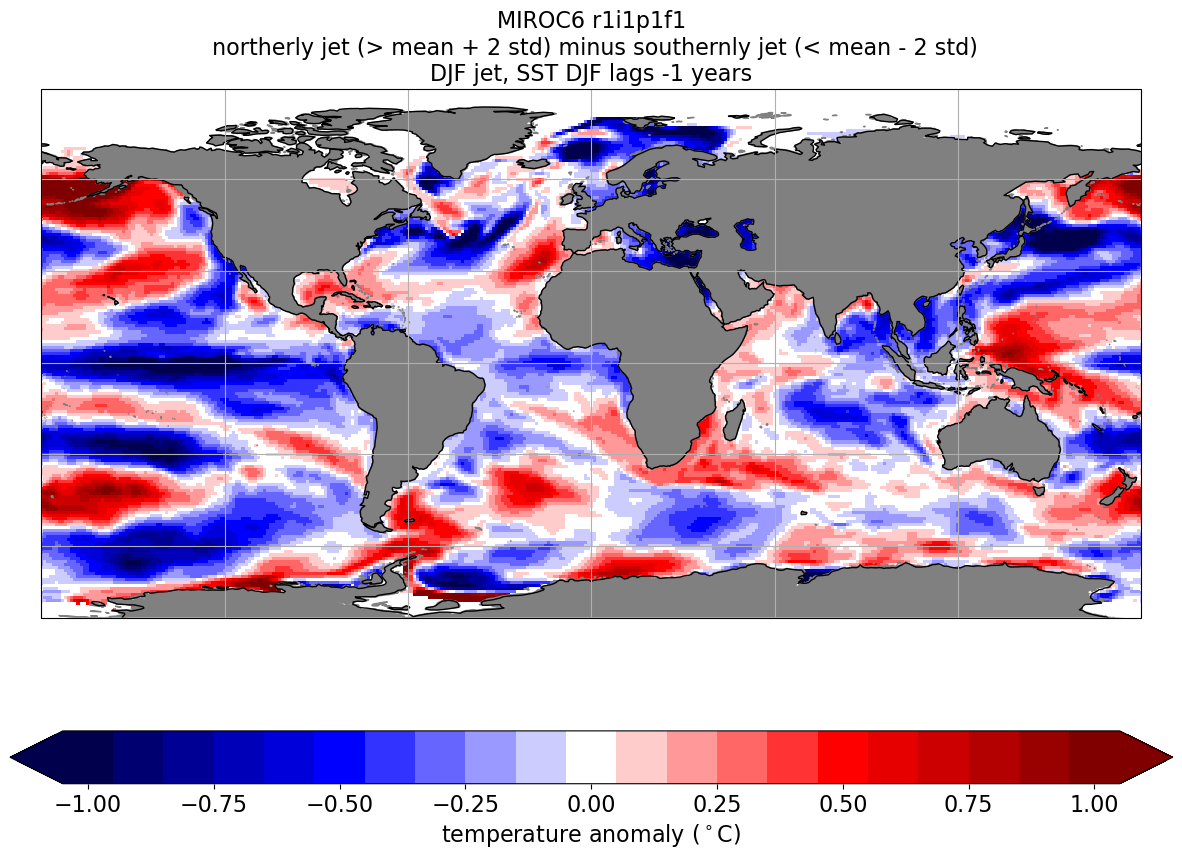 MIROC6 r1i1p1f1
northerly jet (> mean + 2 std) minus southernly jet (< mean - 2 std)
DJF jet, SST DJF lags -1 years
−1.00 −0.75 −0.50 −0.25 0.00 0.25 0.50 0.75 1.00
temperature anomaly (°C)